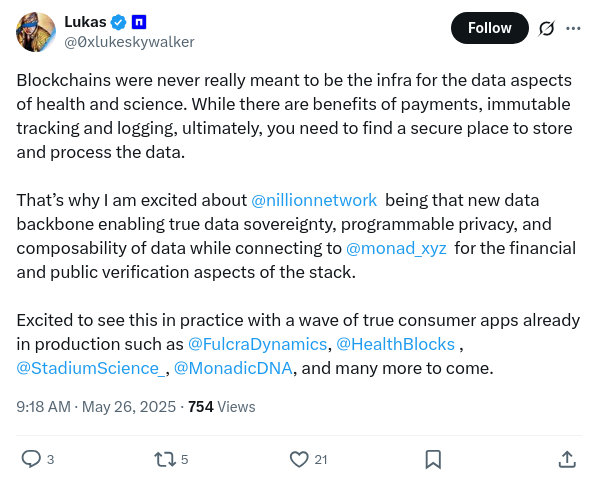 Lukas
Follow
@0xlukeskywalker
Blockchains were never really meant to be the infra for the data aspects
of health and science. While there are benefits of payments, immutable
tracking and logging, ultimately, you need to find a secure place to store
and process the data.
That’s why I am excited about @nillionnetwork being that new data
backbone enabling true data sovereignty, programmable privacy, and
composability of data while connecting to @monad_xyz for the financial
and public verification aspects of the stack.
Excited to see this in practice with a wave of true consumer apps already
in production such as @FulcraDynamics, @HealthBlocks ,
@StadiumScience_, @MonadicDNA, and many more to come.
9:18 AM · May 26, 2025 · 754 Views
3 5 21